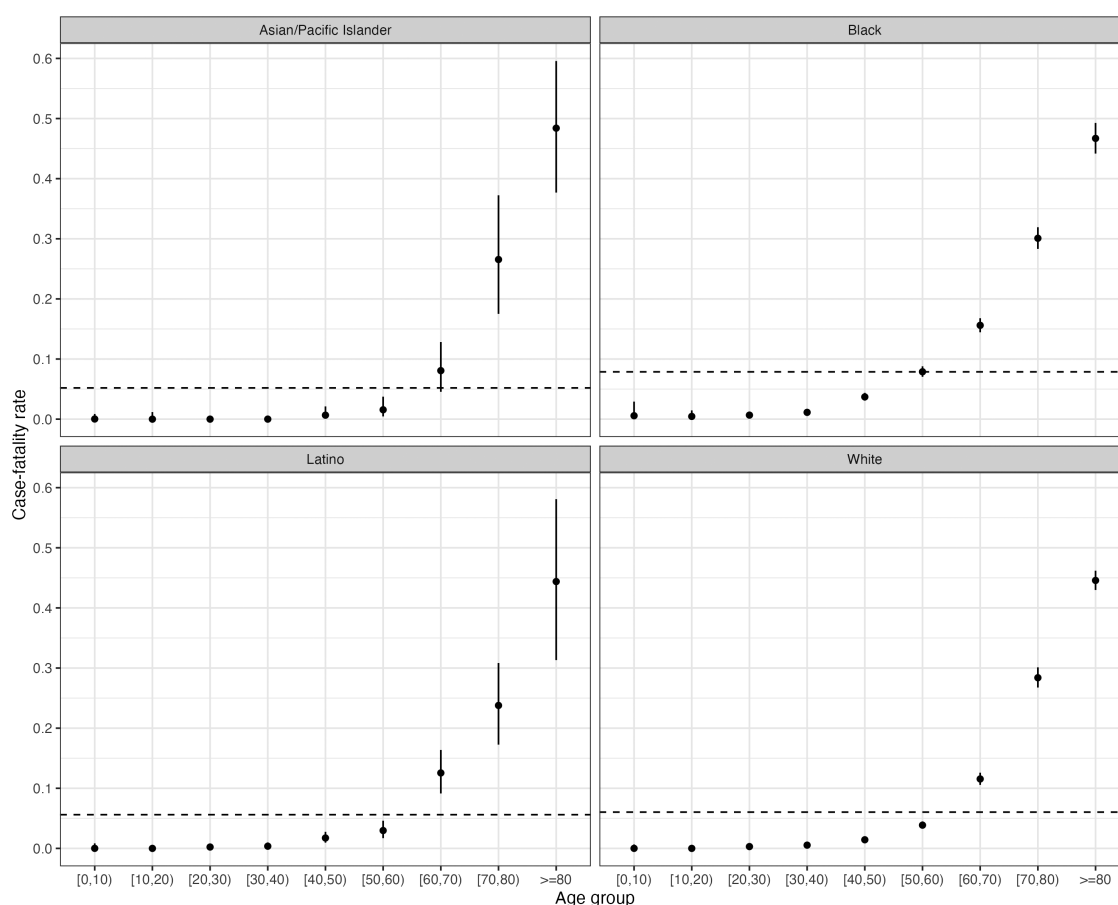 Asian/Pacific Islander
Black
0.6
0.5
0.4
0.3
0.2
0.1
0.0
Case-fatality rate
Latino
White
0.6
0.5
0.4
0.3
0.2
0.1
0.0
[0,10) [10,20) [20,30) [30,40) [40,50) [50,60) [60,70) [70,80) >=80
[0,10) [10,20) [20,30) [30,40) [40,50) [50,60) [60,70) [70,80) >=80
Age group